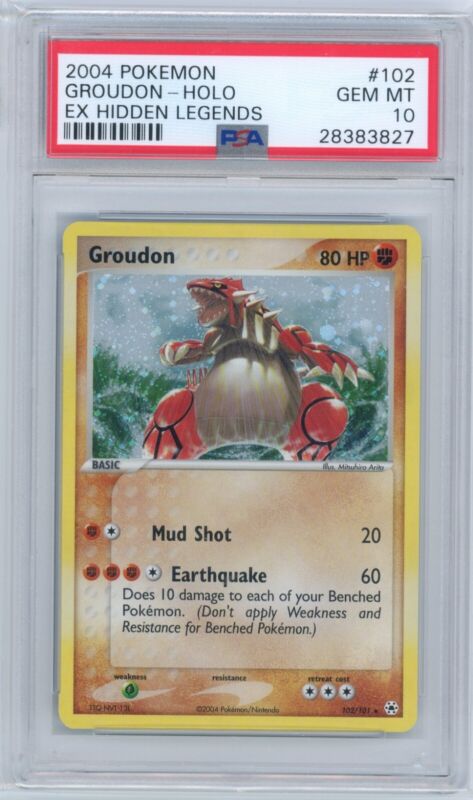 2004 POKEMON #102
GROUDON - HOLO GEM MT
EX HIDDEN LEGENDS 10
PSA 28383827
Groudon 80 HP
BASIC Illus. Mitsuhiro Arita
Mud Shot 20
Earthquake 60
Does 10 damage to each of your Benched
Pokémon. (Don't apply Weakness and
Resistance for Benched Pokémon.)
weakness resistance retreat cost
©2004 Pokémon/Nintendo 102/101